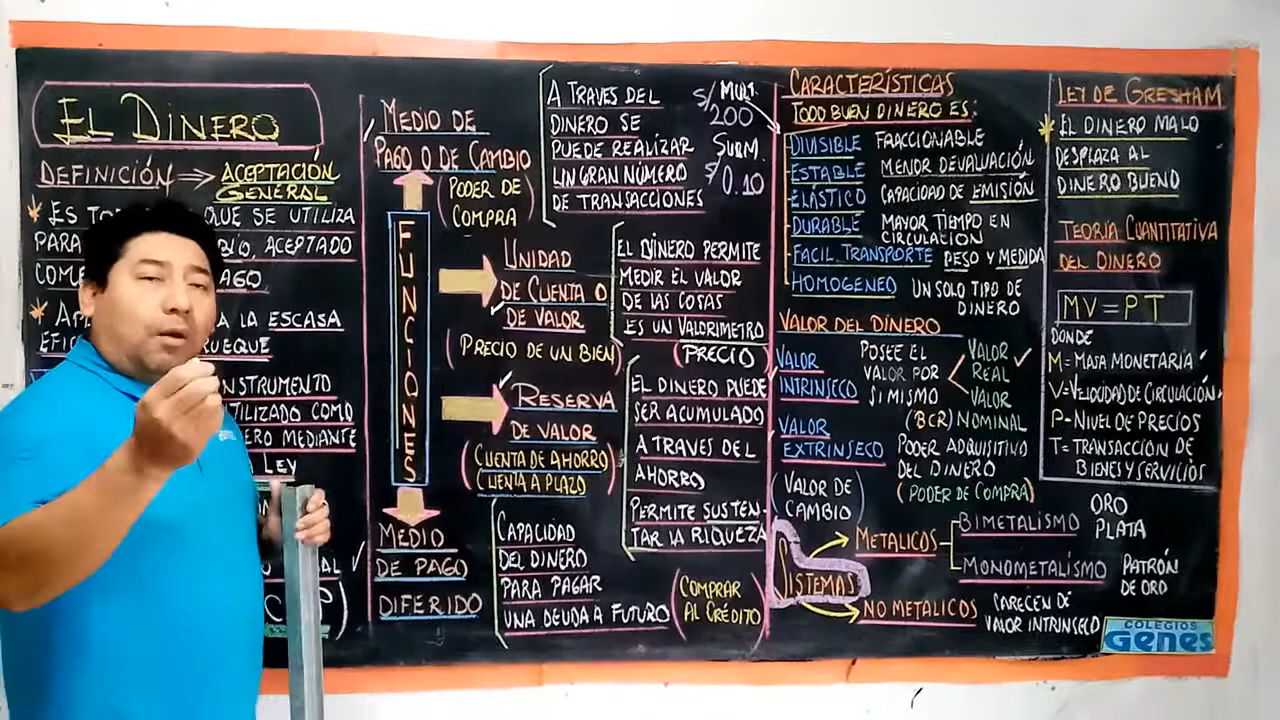 EL DINERO
DEFINICIÓN ⇒ ACEPTACIÓN
GENERAL
* ES QUE SE UTILIZA
PARA ACEPTADO
COM PAGO
* A LA ESCASA
EFIC
INSTRUMENTO
UTILIZADO COMO
MEDIANTE
LEY
MEDIO DE
PAGO O DE CAMBIO
(PODER DE
COMPRA)
FUNCIONES
A TRAVES DEL
DINERO SE
PUEDE REALIZAR
UN GRAN NÚMERO
DE TRANSACCIONES
MULT.
S/ 200
SUBM.
S/ 0.10
UNIDAD
DE CUENTA O
DE VALOR
(PRECIO DE UN BIEN)
EL DINERO PERMITE
MEDIR EL VALOR
DE LAS COSAS
ES UN VALORIMETRO
(PRECIO)
RESERVA
DE VALOR
(CUENTA DE AHORRO
CUENTA A PLAZO)
EL DINERO PUEDE
SER ACUMULADO
A TRAVES DEL
AHORRO
PERMITE SUSTEN-
TAR LA RIQUEZA
MEDIO
DE PAGO
DIFERIDO
CAPACIDAD
DEL DINERO
PARA PAGAR
UNA DEUDA A FUTURO
(COMPRAR
AL CRÉDITO)
CARACTERÍSTICAS
TODO BUEN DINERO ES:
DIVISIBLE FRACCIONABLE
ESTABLE MENOR DEVALUACIÓN
ELÁSTICO CAPACIDAD DE EMISIÓN
DURABLE MAYOR TIEMPO EN
CIRCULACIÓN
FACIL TRANSPORTE PESO Y MEDIDA
HOMOGENEO UN SOLO TIPO DE
DINERO
VALOR DEL DINERO
VALOR
INTRINSECO
POSEE EL
VALOR POR
SI MISMO
VALOR
REAL
VALOR
(BCR) NOMINAL
VALOR
EXTRINSECO
PODER ADQUISITIVO
DEL DINERO
(PODER DE COMPRA)
(VALOR DE
CAMBIO)
SISTEMAS
METALICOS
BIMETALISMO
ORO
PLATA
MONOMETALISMO
PATRÓN
DE ORO
NO METALICOS
CARECEN DE
VALOR INTRINSECO
LEY DE GRESHAM
* EL DINERO MALO
DESPLAZA AL
DINERO BUENO
TEORIA CUANTITATIVA
DEL DINERO
MV = PT
DONDE
M= MASA MONETARIA
V= VELOCIDAD DE CIRCULACIÓN
P= NIVEL DE PRECIOS
T= TRANSACCIÓN DE
BIENES Y SERVICIOS
COLEGIOS
Genes